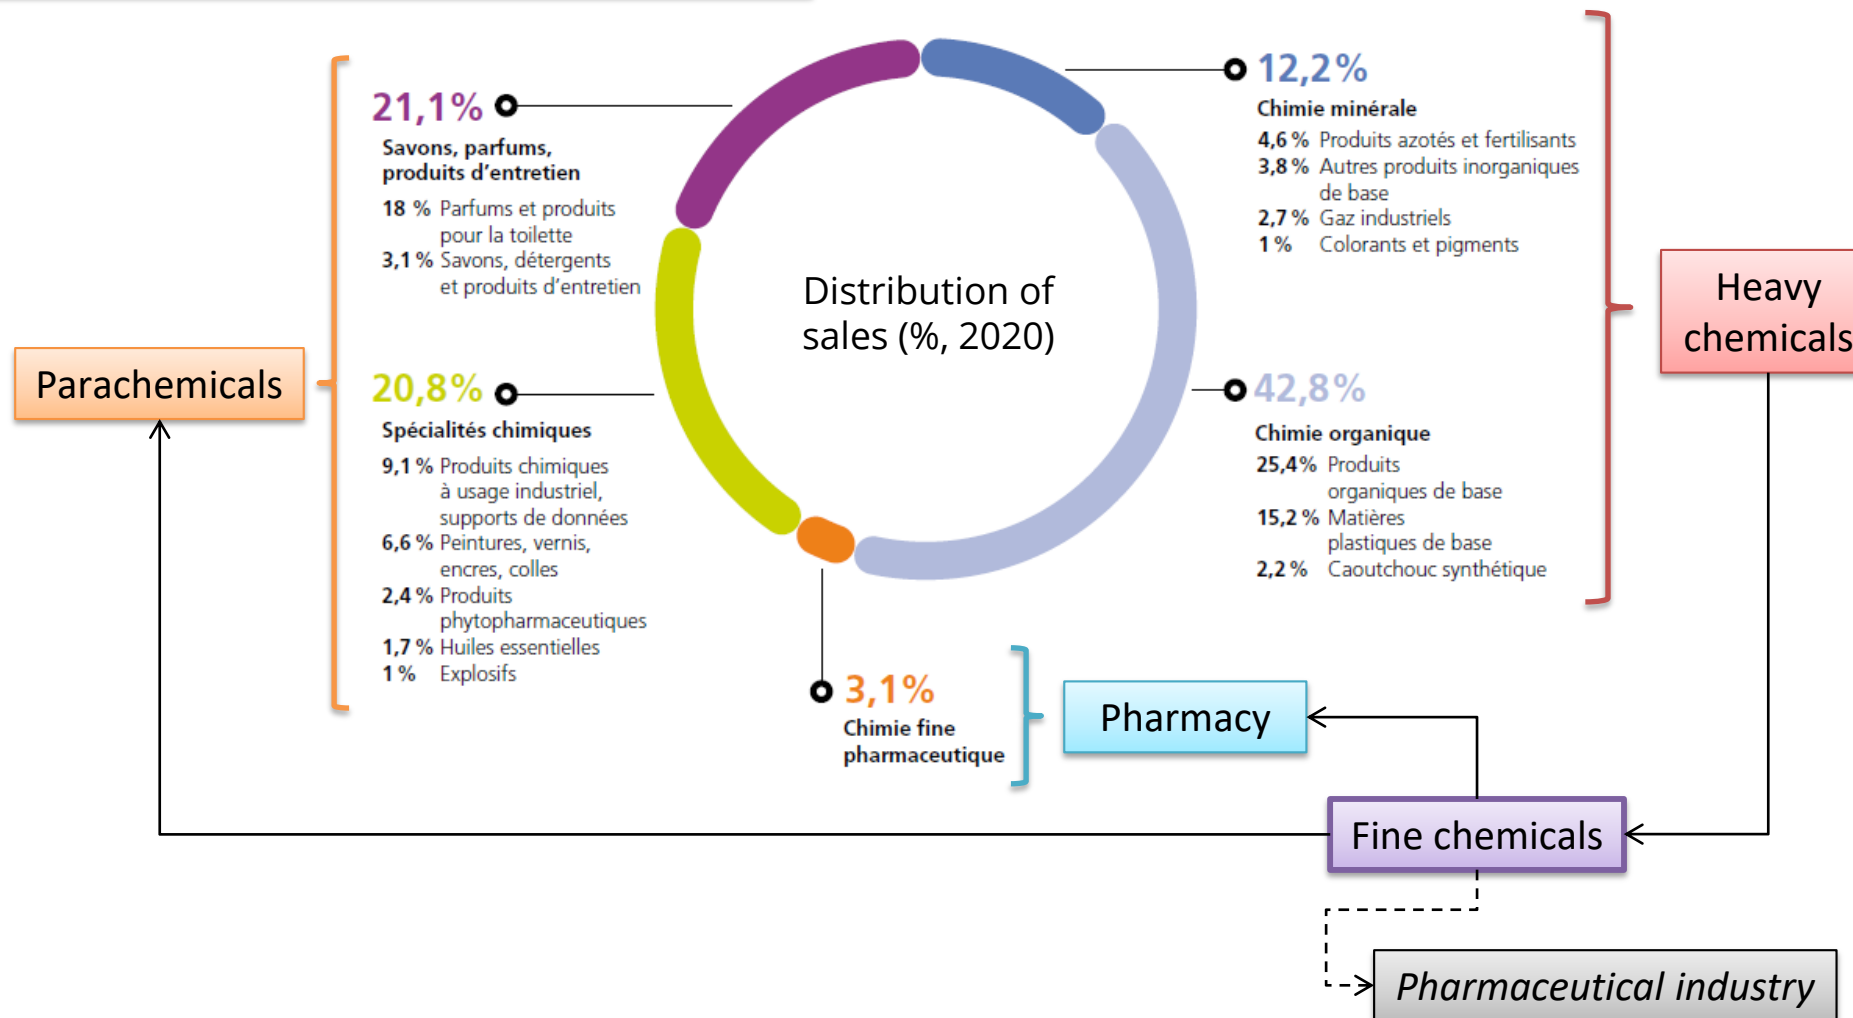 21,1%
Savons, parfums,
produits d'entretien
18 % Parfums et produits
pour la toilette
3,1 % Savons, détergents
et produits d'entretien
Parachemicals
20,8%
Spécialités chimiques
9,1 % Produits chimiques
à usage industriel,
supports de données
6,6 % Peintures, vernis,
encres, colles
2,4 % Produits
phytopharmaceutiques
1,7 % Huiles essentielles
1 % Explosifs
Distribution of
sales (%, 2020)
12,2%
Chimie minérale
4,6 % Produits azotés et fertilisants
3,8 % Autres produits inorganiques
de base
2,7 % Gaz industriels
1 % Colorants et pigments
Heavy
chemicals
42,8%
Chimie organique
25,4% Produits
organiques de base
15,2 % Matières
plastiques de base
2,2 % Caoutchouc synthétique
3,1%
Chimie fine
pharmaceutique
Pharmacy
Fine chemicals
Pharmaceutical industry